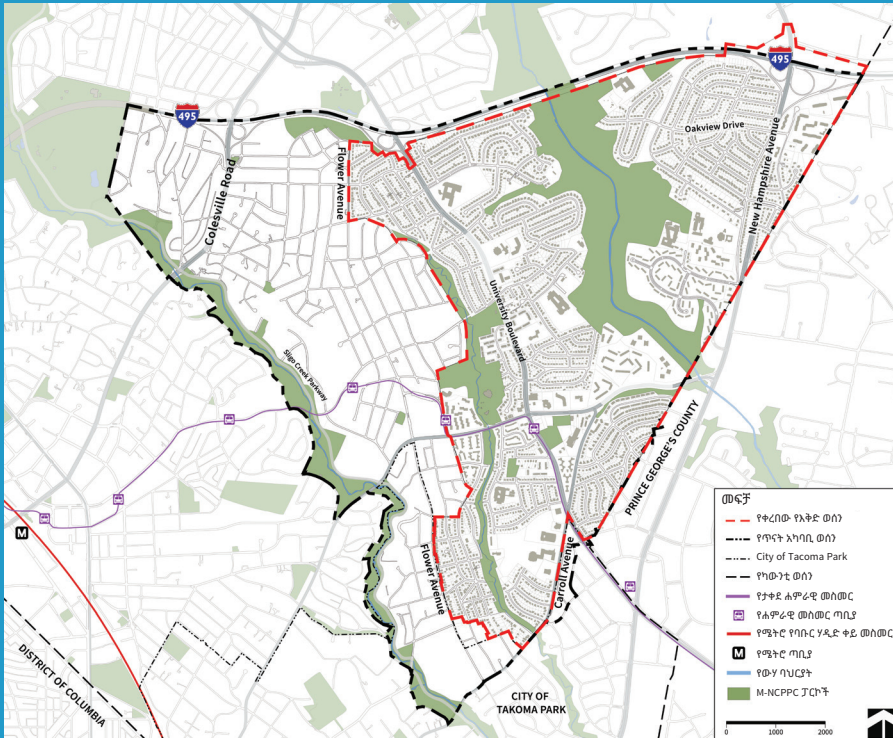 495
495
Oakview Drive
New Hampshire Avenue
Colesville Road
Flower Avenue
University Boulevard
Sligo Creek Parkway
PRINCE GEORGE'S COUNTY
Flower Avenue
Carroll Avenue
M
DISTRICT OF COLUMBIA
CITY OF
TAKOMA PARK
መፍቻ
የቀረበው የእቅድ ወሰን
የጥናት አካባቢ ወሰን
City of Tacoma Park
የካውንቲ ወሰን
የታቀደ ሐምራዊ መስመር
የሐምራዊ መስመር ጣቢያ
የሜትሮ የባቡር ሃዲድ ቀይ መስመር
M የሜትሮ ጣቢያ
የውሃ ባህርያት
M-NCPPC ፓርኮች
0 1000 2000